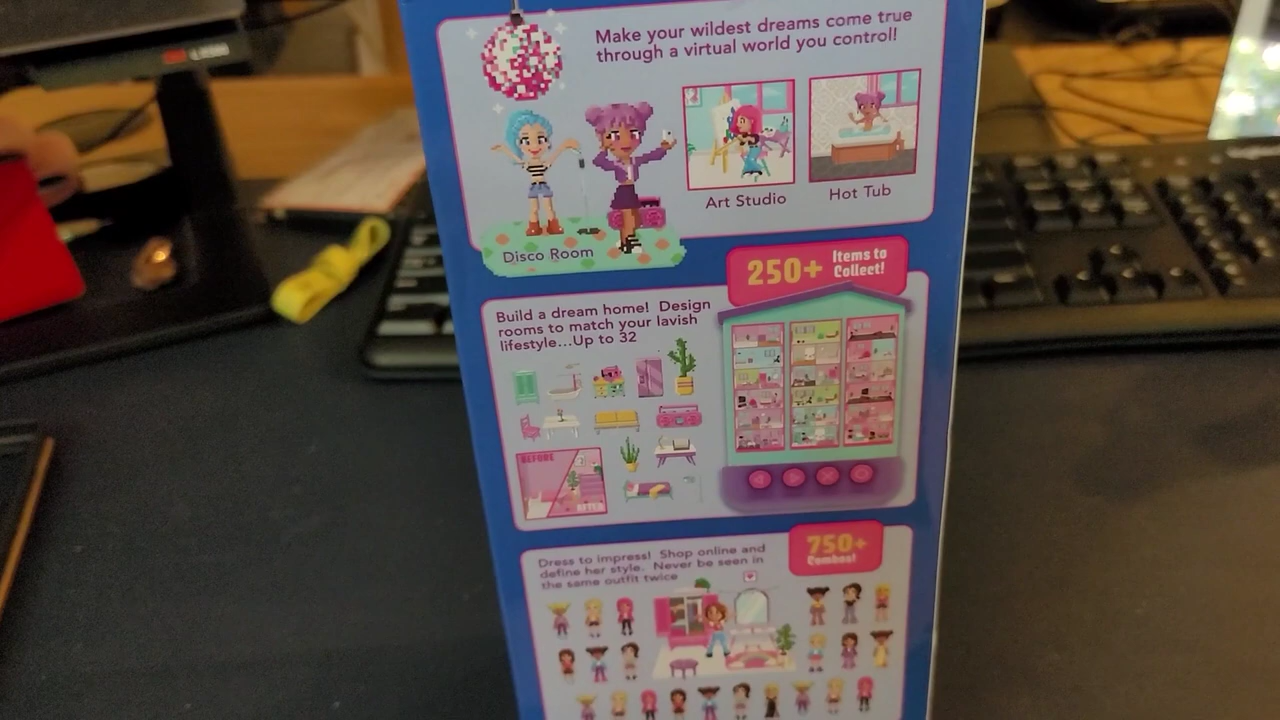 Make your wildest dreams come true
through a virtual world you control!
Art Studio
Hot Tub
Disco Room
250+ Items to
Collect!
Build a dream home! Design
rooms to match your lavish
lifestyle...Up to 32
BEFORE
AFTER
750+
Combos!
Dress to impress! Shop online and
define her style. Never be seen in
the same outfit twice